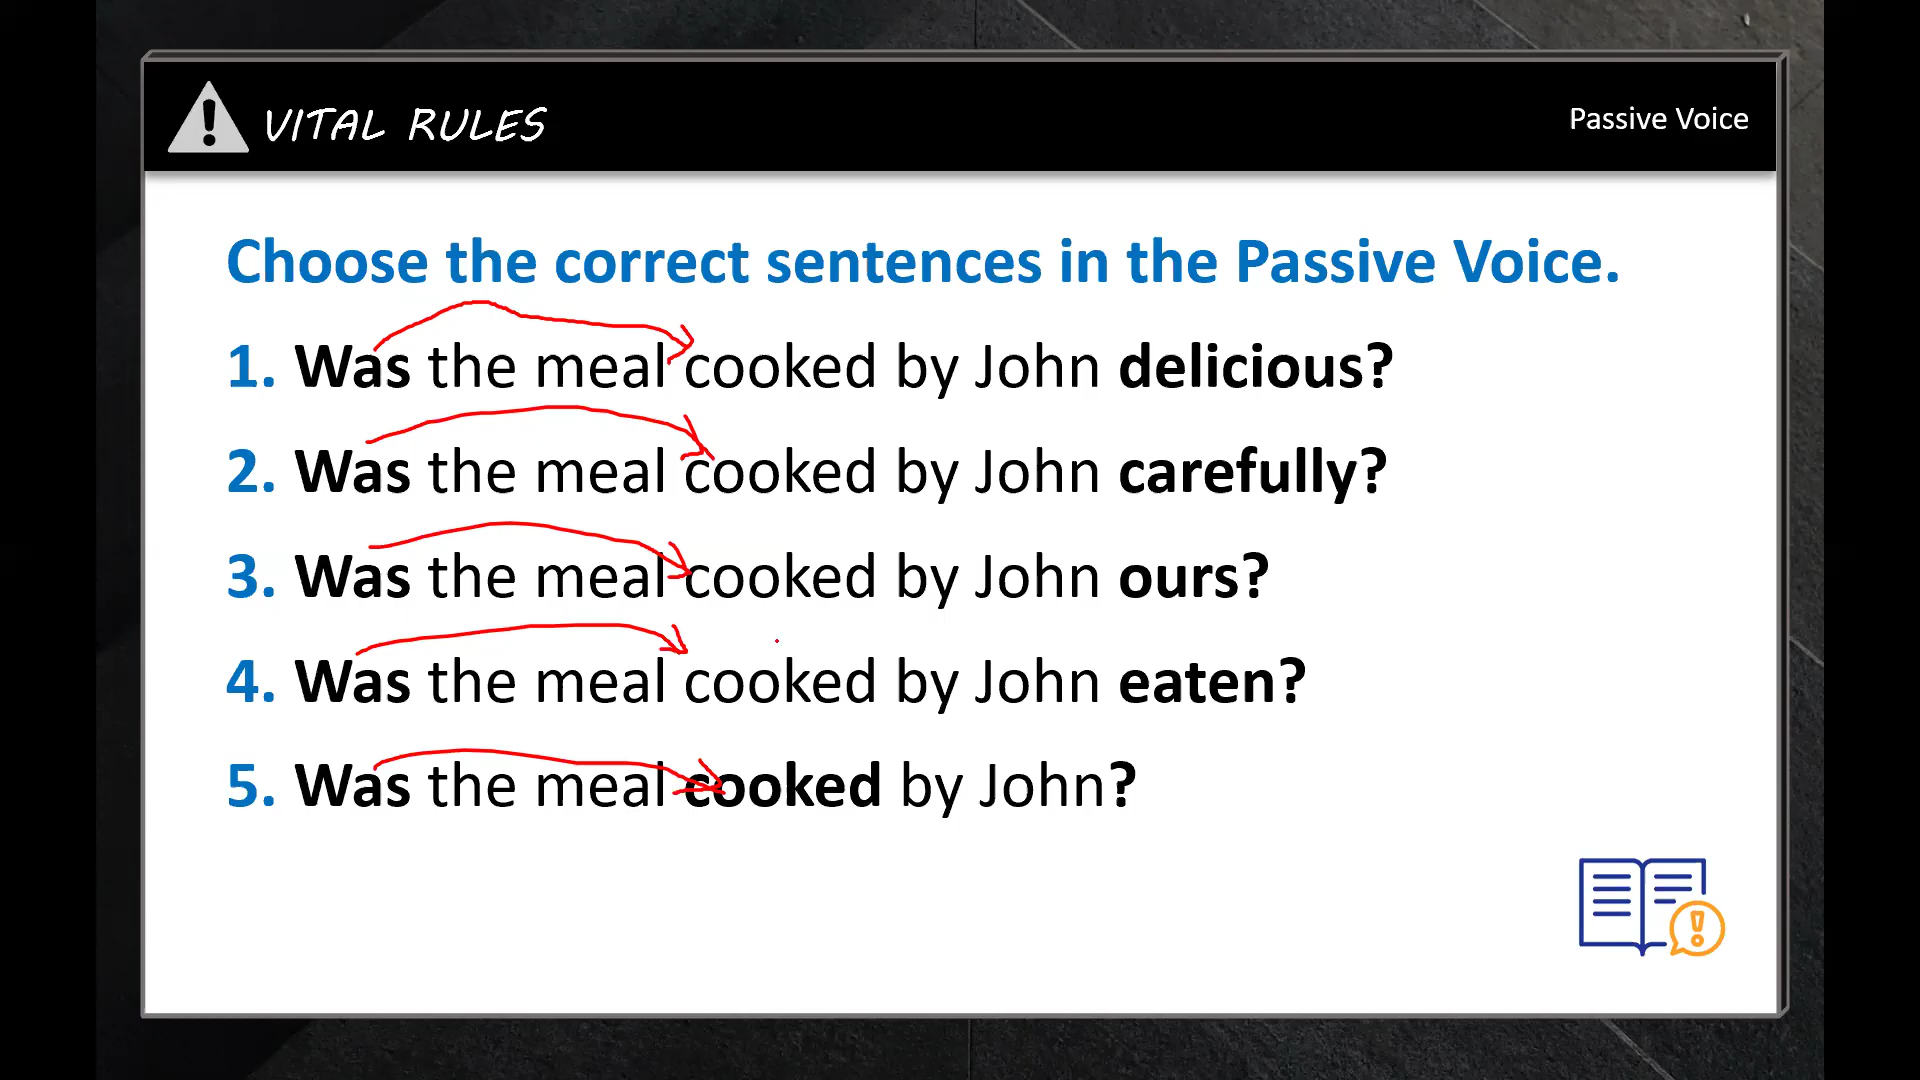 VITAL RULES
Passive Voice
Choose the correct sentences in the Passive Voice.
1. Was the meal cooked by John delicious?
2. Was the meal cooked by John carefully?
3. Was the meal cooked by John ours?
4. Was the meal cooked by John eaten?
5. Was the meal cooked by John?